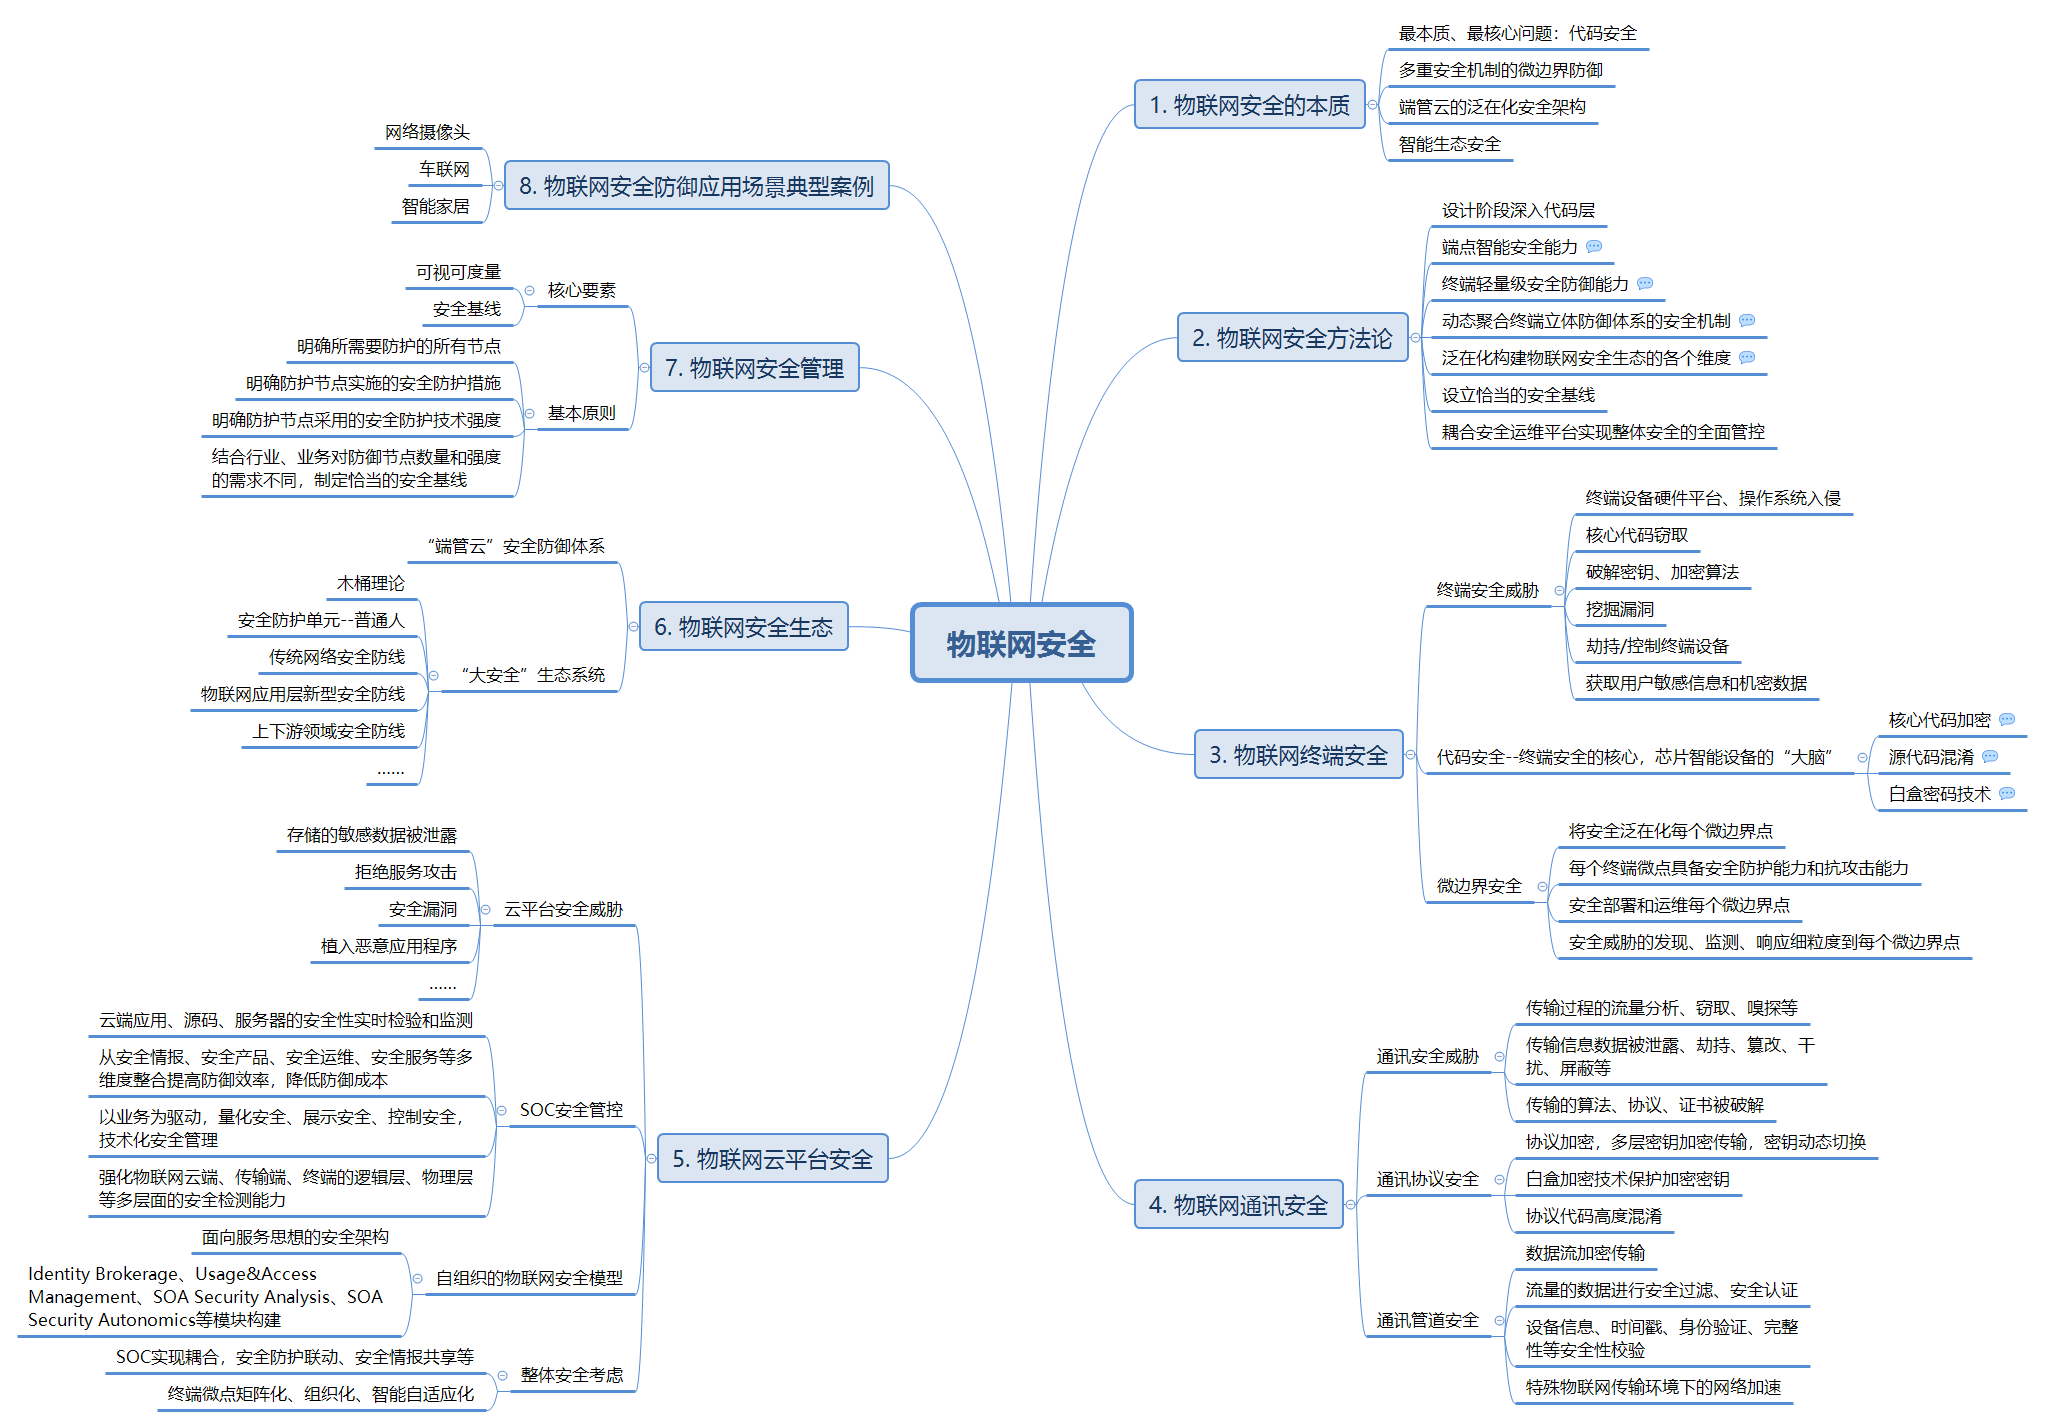 物联网安全
1. 物联网安全的本质
最本质、最核心问题：代码安全
多重安全机制的微边界防御
端管云的泛在化安全架构
智能生态安全
2. 物联网安全方法论
设计阶段深入代码层
端点智能安全能力
终端轻量级安全防御能力
动态聚合终端立体防御体系的安全机制
泛在化构建物联网安全生态的各个维度
设立恰当的安全基线
耦合安全运维平台实现整体安全的全面管控
3. 物联网终端安全
终端安全威胁
终端设备硬件平台、操作系统入侵
核心代码窃取
破解密钥、加密算法
挖掘漏洞
劫持/控制终端设备
获取用户敏感信息和机密数据
代码安全--终端安全的核心，芯片智能设备的“大脑”
核心代码加密
源代码混淆
白盒密码技术
微边界安全
将安全泛在化每个微边界点
每个终端微点具备安全防护能力和抗攻击能力
安全部署和运维每个微边界点
安全威胁的发现、监测、响应细粒度到每个微边界点
4. 物联网通讯安全
通讯安全威胁
传输过程的流量分析、窃取、嗅探等
传输信息数据被泄露、劫持、篡改、干
扰、屏蔽等
传输的算法、协议、证书被破解
通讯协议安全
协议加密，多层密钥加密传输，密钥动态切换
白盒加密技术保护加密密钥
协议代码高度混淆
通讯管道安全
数据流加密传输
流量的数据进行安全过滤、安全认证
设备信息、时间戳、身份验证、完整
性等安全性校验
特殊物联网传输环境下的网络加速
5. 物联网云平台安全
云平台安全威胁
存储的敏感数据被泄露
拒绝服务攻击
安全漏洞
植入恶意应用程序
......
SOC安全管控
云端应用、源码、服务器的安全性实时检验和监测
从安全情报、安全产品、安全运维、安全服务等多
维度整合提高防御效率，降低防御成本
以业务为驱动，量化安全、展示安全、控制安全，
技术化安全管理
强化物联网云端、传输端、终端的逻辑层、物理层
等多层面的安全检测能力
自组织的物联网安全模型
面向服务思想的安全架构
Identity Brokerage、Usage&Access
Management、SOA Security Analysis、SOA
Security Autonomics等模块构建
整体安全考虑
SOC实现耦合，安全防护联动、安全情报共享等
终端微点矩阵化、组织化、智能自适应化
6. 物联网安全生态
“端管云”安全防御体系
“大安全”生态系统
木桶理论
安全防护单元--普通人
传统网络安全防线
物联网应用层新型安全防线
上下游领域安全防线
......
7. 物联网安全管理
核心要素
可视可度量
安全基线
基本原则
明确所需要防护的所有节点
明确防护节点实施的安全防护措施
明确防护节点采用的安全防护技术强度
结合行业、业务对防御节点数量和强度
的需求不同，制定恰当的安全基线
8. 物联网安全防御应用场景典型案例
网络摄像头
车联网
智能家居